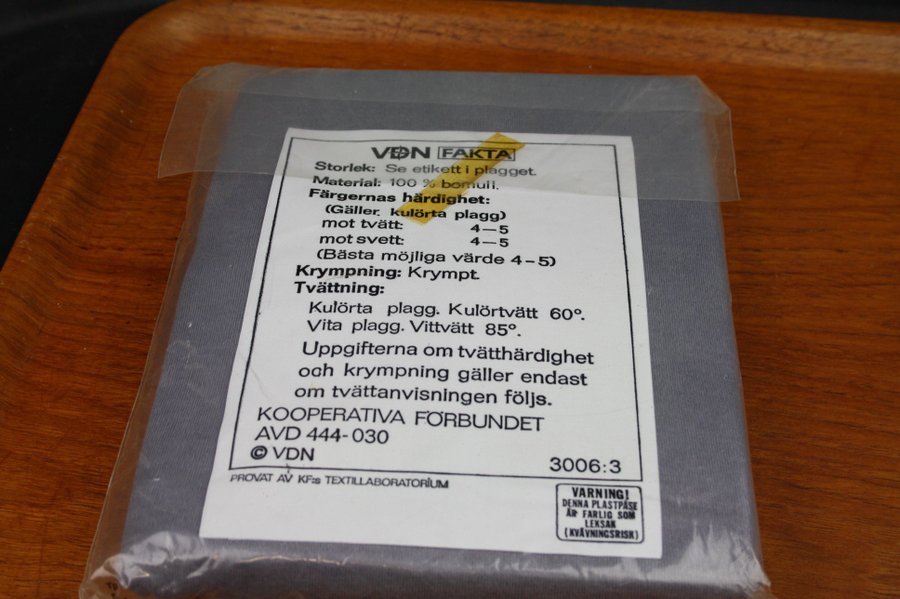 VDN FAKTA
Storlek: Se etikett i plagget.
Material: 100 % bomull.
Färgernas härdighet:
(Gäller kulörta plagg)
mot tvätt: 4-5
mot svett: 4-5
(Bästa möjliga värde 4-5)
Krympning: Krympt.
Tvättning:
Kulörta plagg. Kulörtvätt 60°.
Vita plagg. Vittvätt 85°.
Uppgifterna om tvätthärdighet
och krympning gäller endast
om tvättanvisningen följs.
KOOPERATIVA FÖRBUNDET
AVD 444-030
© VDN 3006:3
PROVAT AV KF:s TEXTILLABORATORIUM
VARNING!
DENNA PLASTPÅSE
ÄR FARLIG SOM
LEKSAK
(KVÄVNINGSRISK)